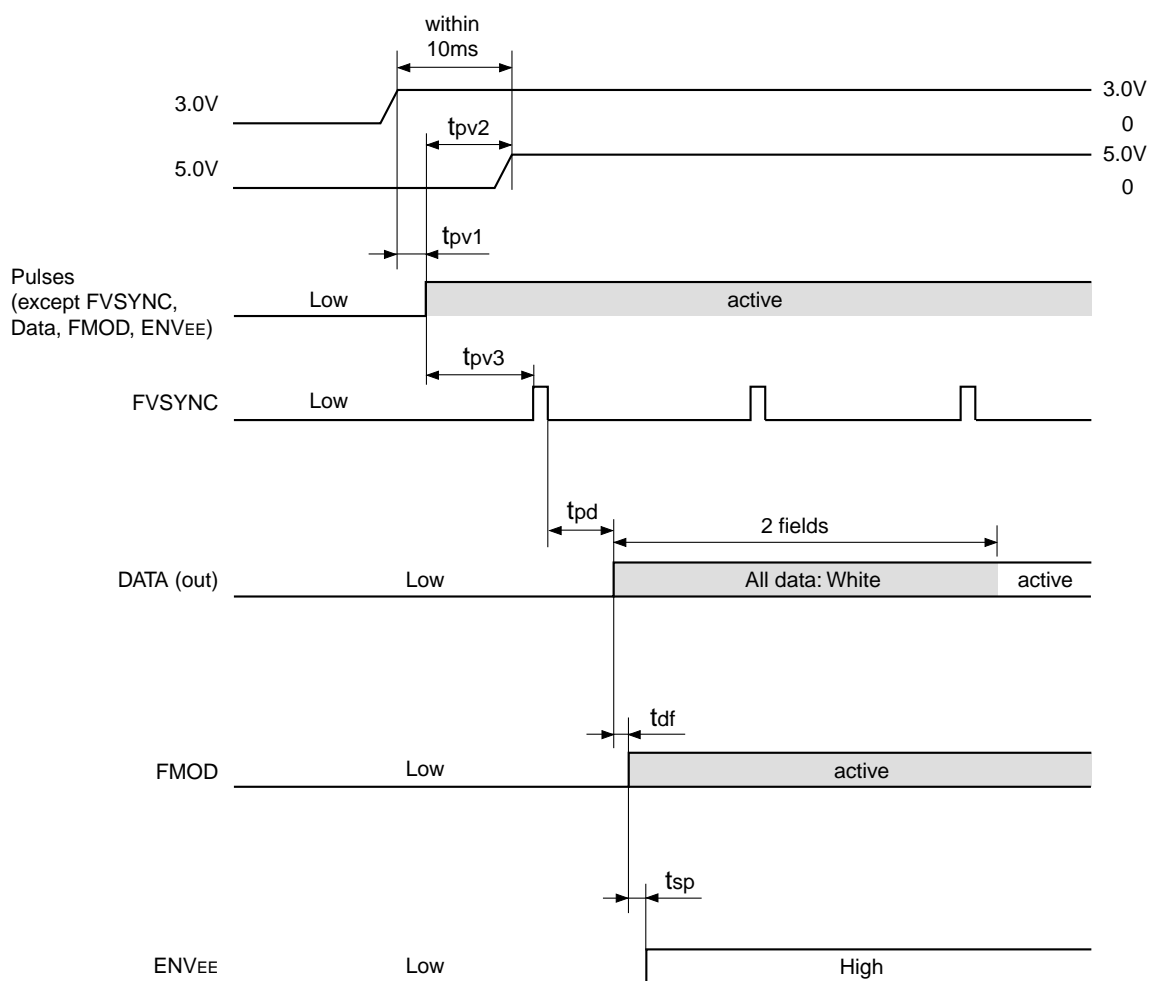 within
10ms
3.0V
3.0V
0
tpv2
5.0V
5.0V
0
tpv1
Pulses
(except FVSYNC,
Data, FMOD, ENVEE)
Low
active
tpv3
FVSYNC
Low
tpd
2 fields
DATA (out)
Low
All data: White
active
tdf
FMOD
Low
active
tsp
ENVEE
Low
High